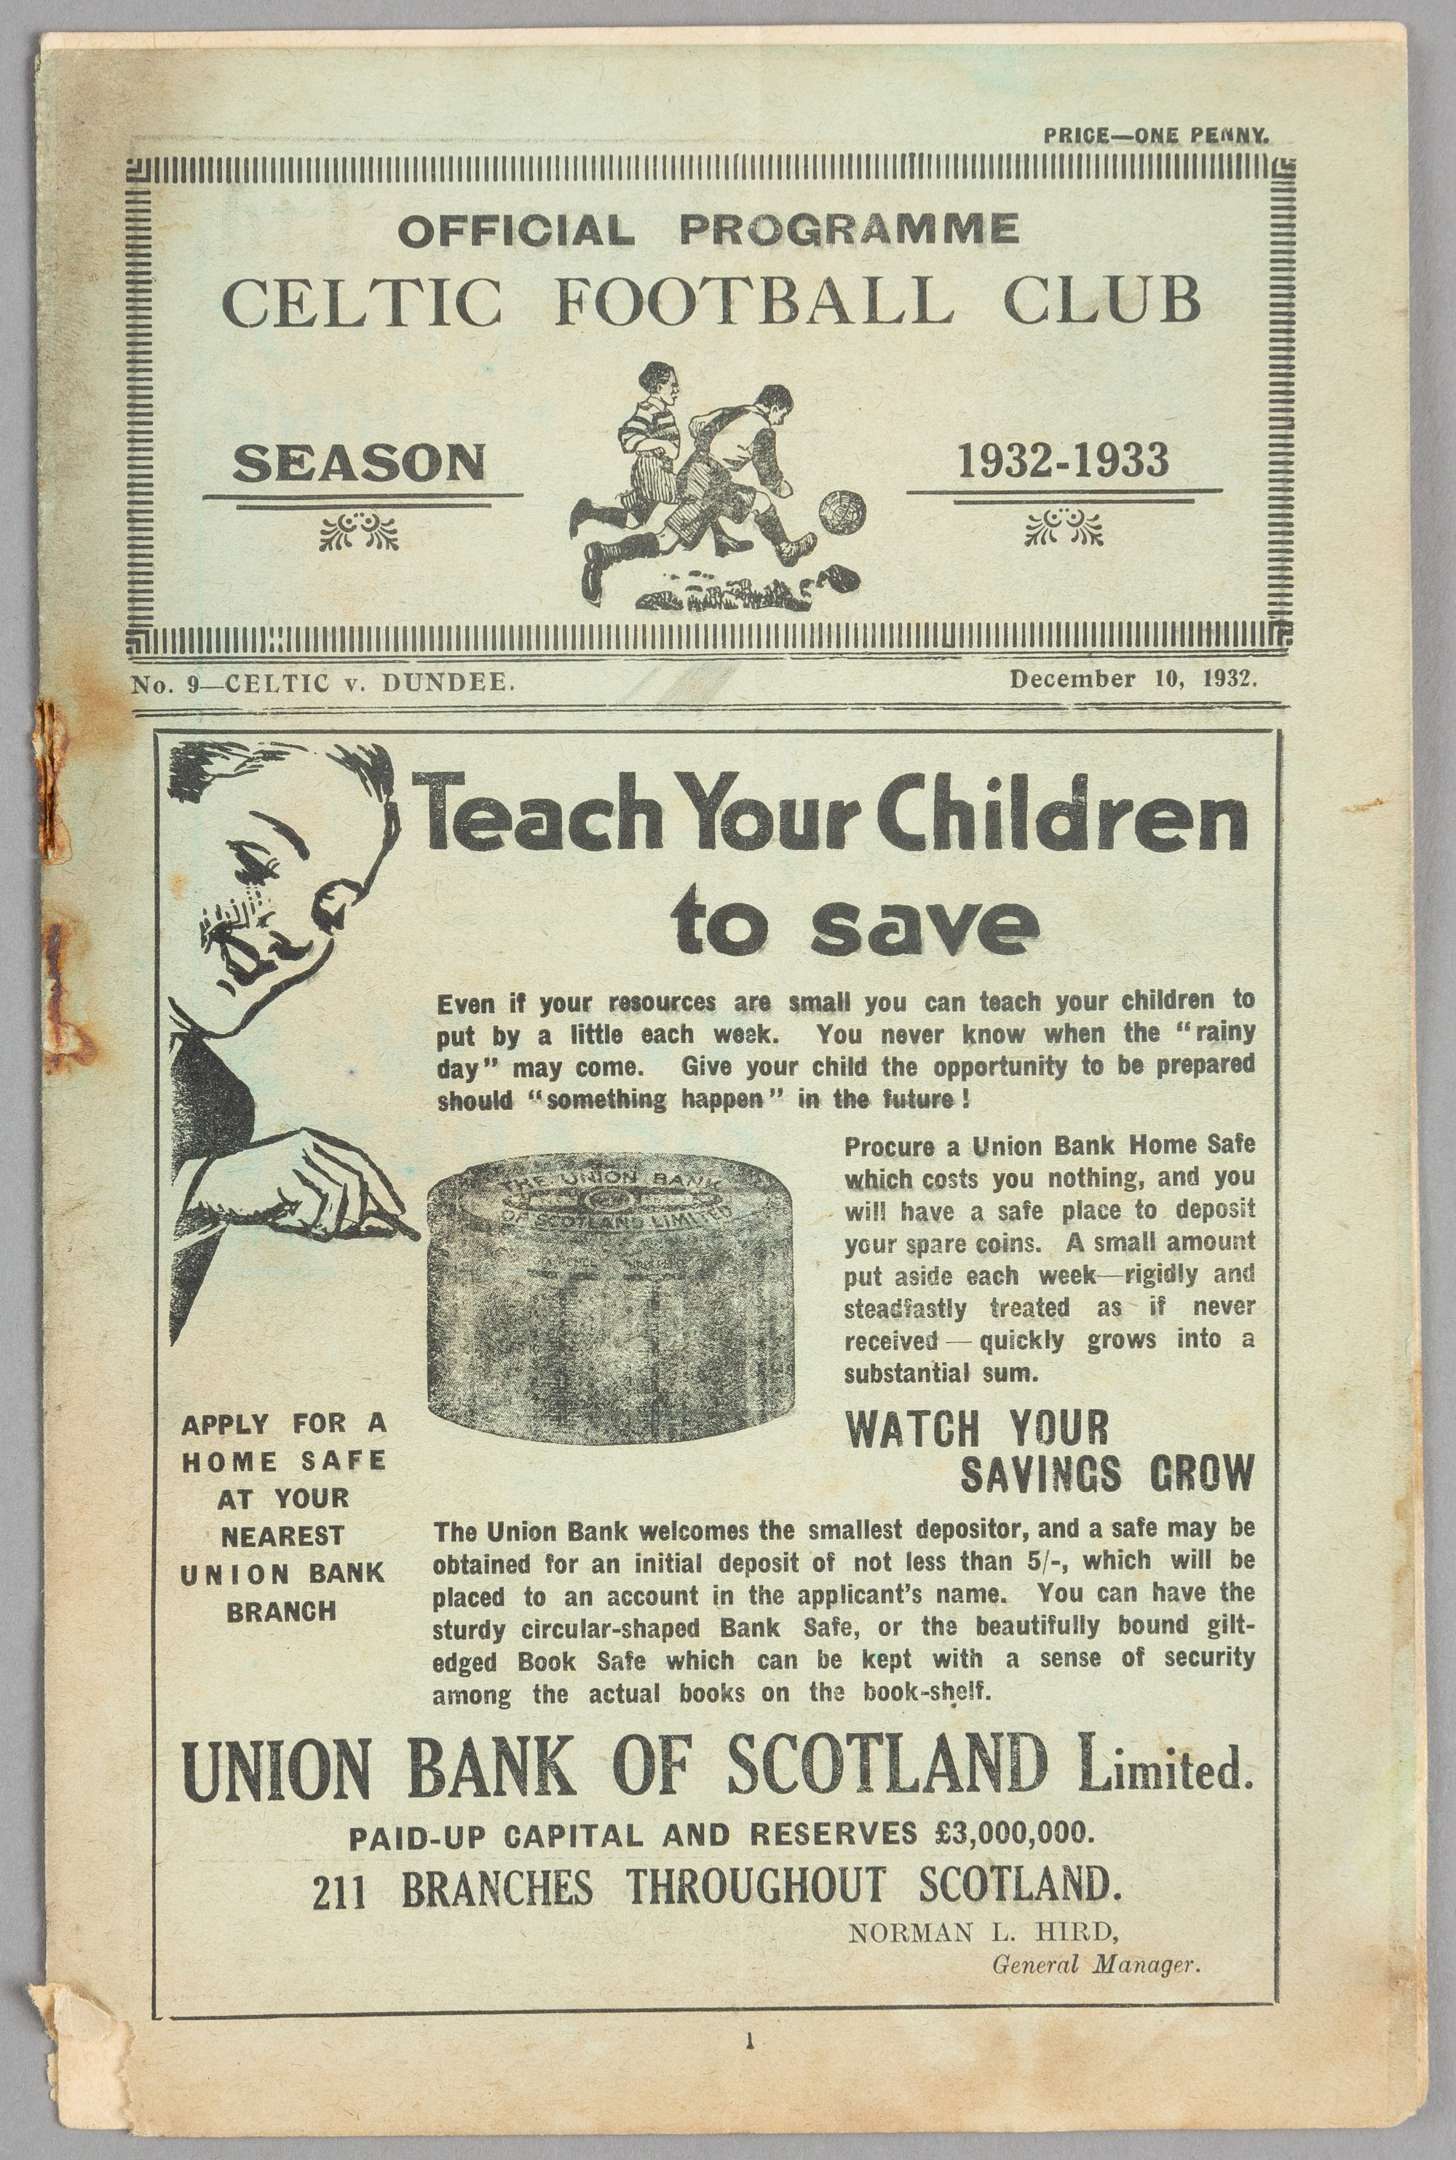 PRICE—ONE PENNY.
OFFICIAL PROGRAMME
CELTIC FOOTBALL CLUB
SEASON 1932-1933
No. 9—CELTIC v. DUNDEE. December 10, 1932.
Teach Your Children
to save
Even if your resources are small you can teach your children to
put by a little each week. You never know when the "rainy
day" may come. Give your child the opportunity to be prepared
should "something happen" in the future!
Procure a Union Bank Home Safe
which costs you nothing, and you
will have a safe place to deposit
your spare coins. A small amount
put aside each week—rigidly and
steadfastly treated as if never
received — quickly grows into a
substantial sum.
THE UNION BANK
OF SCOTLAND LIMITED
WATCH YOUR
SAVINGS GROW
APPLY FOR A
HOME SAFE
AT YOUR
NEAREST
UNION BANK
BRANCH
The Union Bank welcomes the smallest depositor, and a safe may be
obtained for an initial deposit of not less than 5/-, which will be
placed to an account in the applicant's name. You can have the
sturdy circular-shaped Bank Safe, or the beautifully bound gilt-
edged Book Safe which can be kept with a sense of security
among the actual books on the book-shelf.
UNION BANK OF SCOTLAND Limited.
PAID-UP CAPITAL AND RESERVES £3,000,000.
211 BRANCHES THROUGHOUT SCOTLAND.
NORMAN L. HIRD,
General Manager.
1